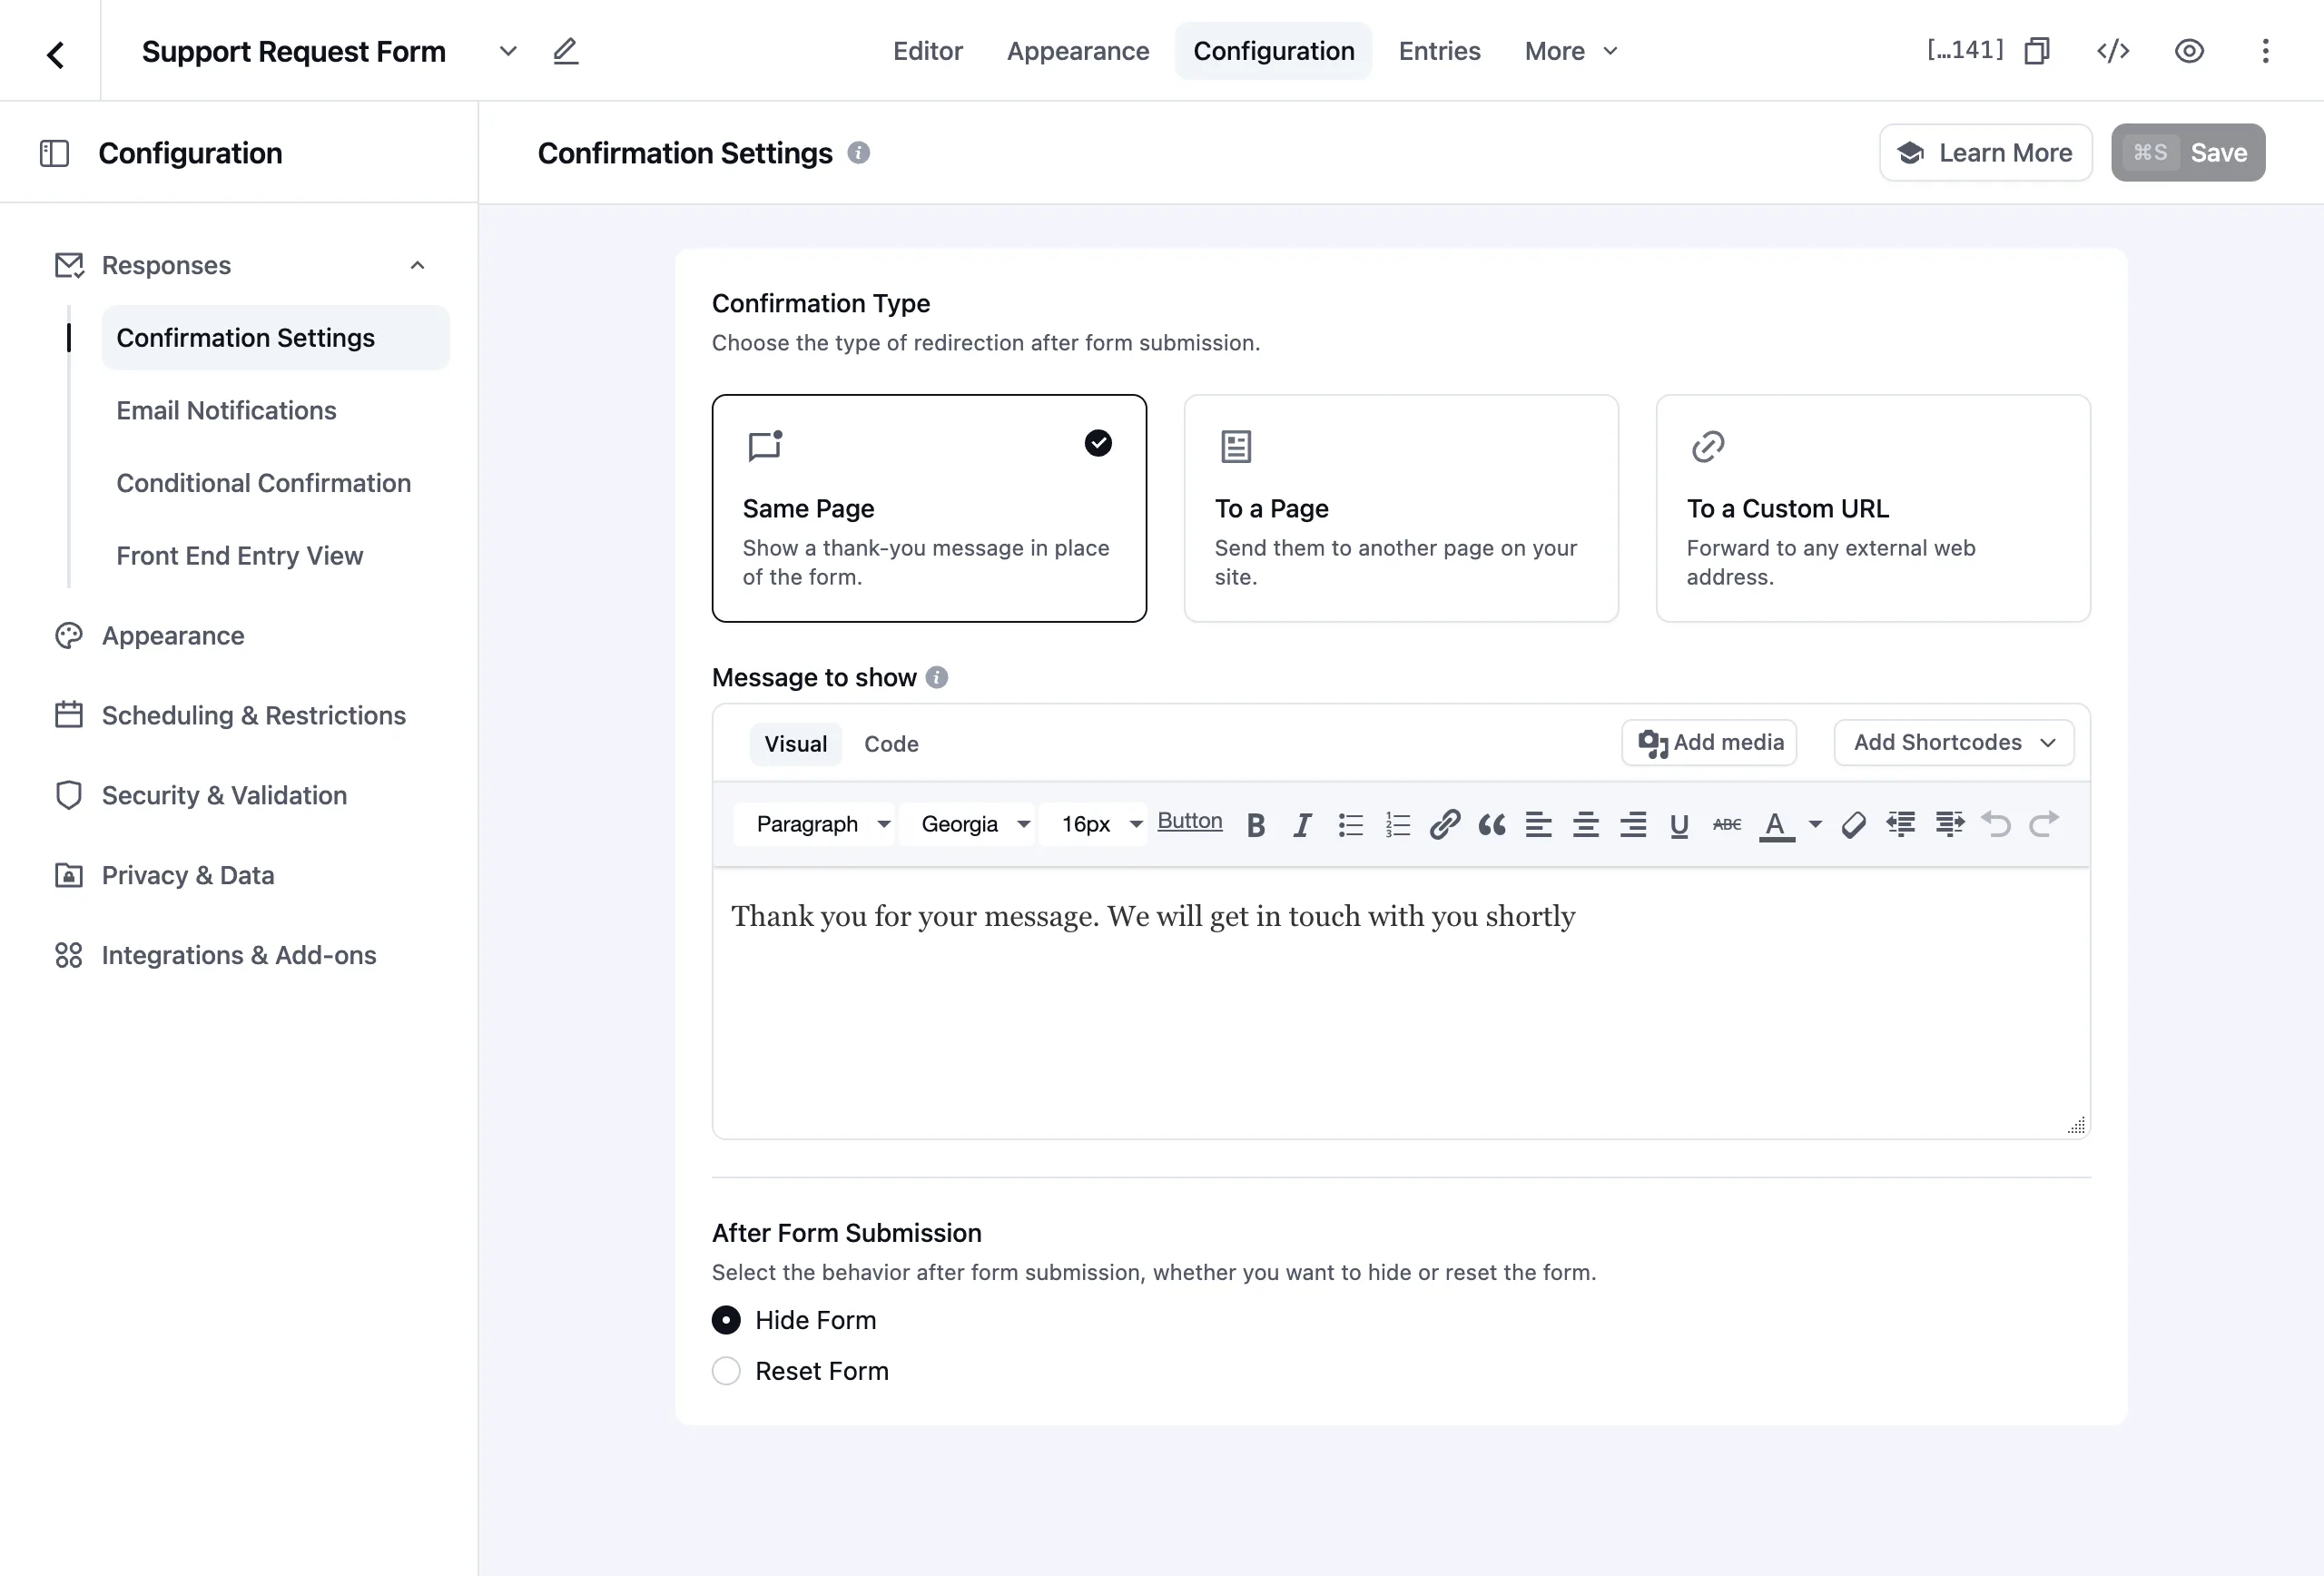 Support Request Form
Editor
Appearance
Configuration
Entries
More
[...141]
Configuration
Confirmation Settings
Learn More
⌘S Save
Responses
Confirmation Settings
Email Notifications
Conditional Confirmation
Front End Entry View
Appearance
Scheduling & Restrictions
Security & Validation
Privacy & Data
Integrations & Add-ons
Confirmation Type
Choose the type of redirection after form submission.
Same Page
Show a thank-you message in place
of the form.
To a Page
Send them to another page on your
site.
To a Custom URL
Forward to any external web
address.
Message to show
Visual
Code
Add media
Add Shortcodes
Paragraph
Georgia
16px
Button
B
I
U
ABC
A
Thank you for your message. We will get in touch with you shortly
After Form Submission
Select the behavior after form submission, whether you want to hide or reset the form.
Hide Form
Reset Form